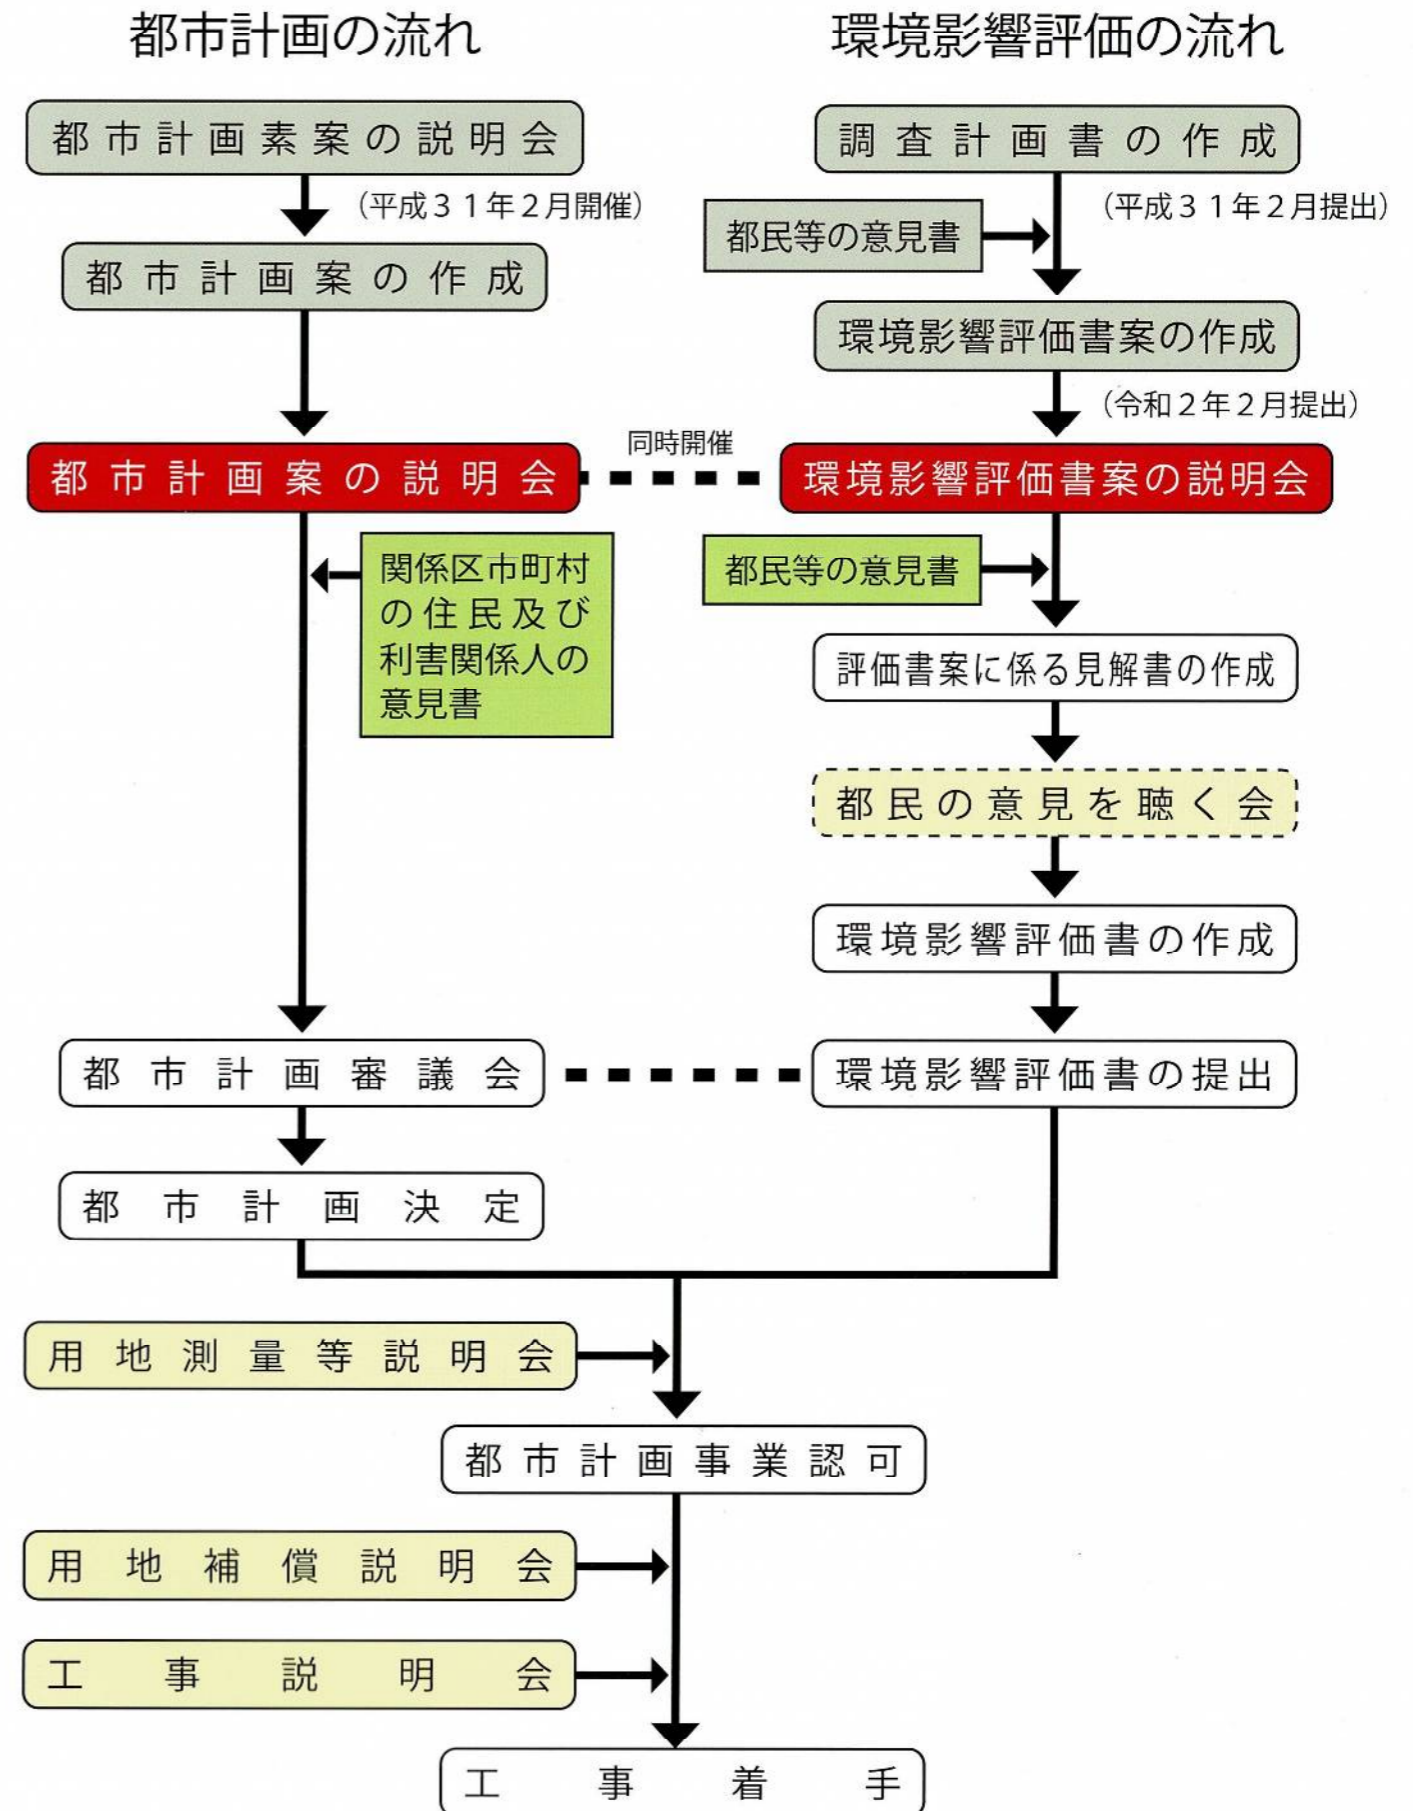 都市計画の流れ
都市計画素案の説明会
（平成３１年２月開催）
都市計画案の作成
都市計画案の説明会
同時開催
関係区市町村
の住民及び
利害関係人の
意見書
都市計画審議会
都市計画決定
環境影響評価の流れ
調査計画書の作成
（平成３１年２月提出）
都民等の意見書
環境影響評価書案の作成
（令和２年２月提出）
環境影響評価書案の説明会
都民等の意見書
評価書案に係る見解書の作成
都民の意見を聴く会
環境影響評価書の作成
環境影響評価書の提出
用地測量等説明会
都市計画事業認可
用地補償説明会
工事説明会
工事着手